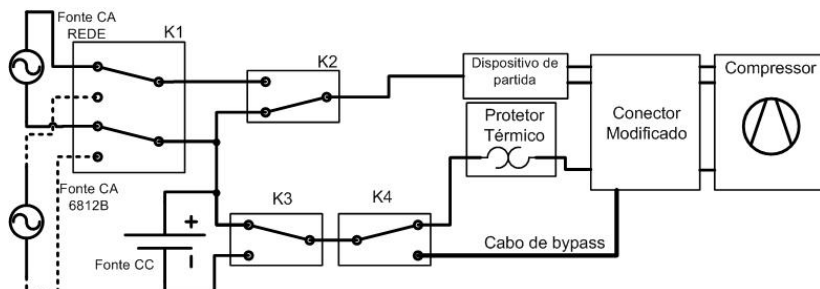 Fonte CA
REDE
K1
K2
Dispositivo de
partida
Conector
Modificado
Compressor
Protetor
Térmico
Fonte CA
6812B
K3
K4
+
−
Fonte CC
Cabo de bypass